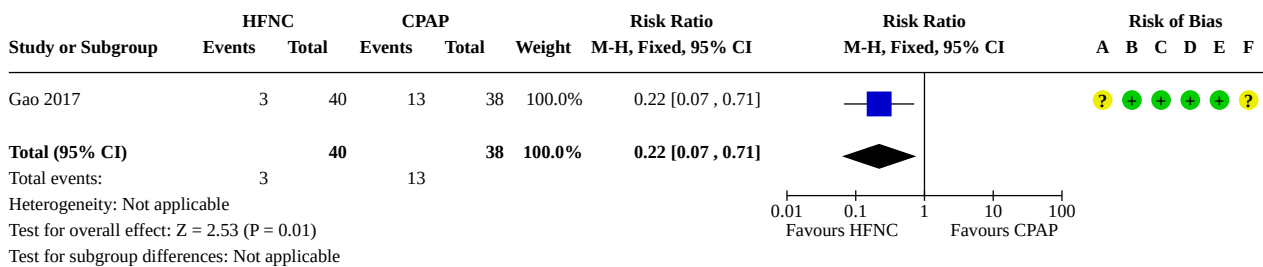 HFNC CPAP Risk Ratio Risk Ratio Risk of Bias
Study or Subgroup Events Total Events Total Weight M-H, Fixed, 95% CI M-H, Fixed, 95% CI A B C D E F
Gao 2017 3 40 13 38 100.0% 0.22 [0.07 , 0.71] ? + + + + ?
Total (95% CI) 40 38 100.0% 0.22 [0.07 , 0.71]
Total events: 3 13
Heterogeneity: Not applicable
Test for overall effect: Z = 2.53 (P = 0.01)
Test for subgroup differences: Not applicable
0.01 0.1 1 10 100
Favours HFNC Favours CPAP